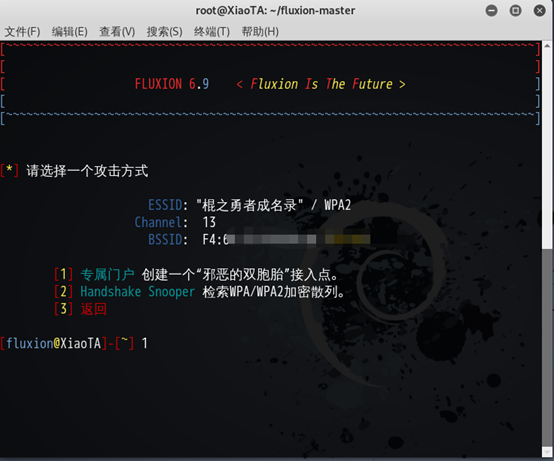 root@XiaoTA: ~/fluxion-master
文件(F) 编辑(E) 查看(V) 搜索(S) 终端(T) 帮助(H)
[~~~~~~~~~~~~~~~~~~~~~~~~~~~~~~~~~~~~~~~~~~~~~~~~~~~~~~~~~~~~~~~~~~~~~~~~~~~~~~]
[ ]
[ FLUXION 6.9 < Fluxion Is The Future > ]
[ ]
[~~~~~~~~~~~~~~~~~~~~~~~~~~~~~~~~~~~~~~~~~~~~~~~~~~~~~~~~~~~~~~~~~~~~~~~~~~~~~~]
[*] 请选择一个攻击方式
ESSID: "棍之勇者成名录" / WPA2
Channel: 13
BSSID: F4:
[1] 专属门户 创建一个“邪恶的双胞胎”接入点。
[2] Handshake Snooper 检索WPA/WPA2加密散列。
[3] 返回
[fluxion@XiaoTA]-[~] 1